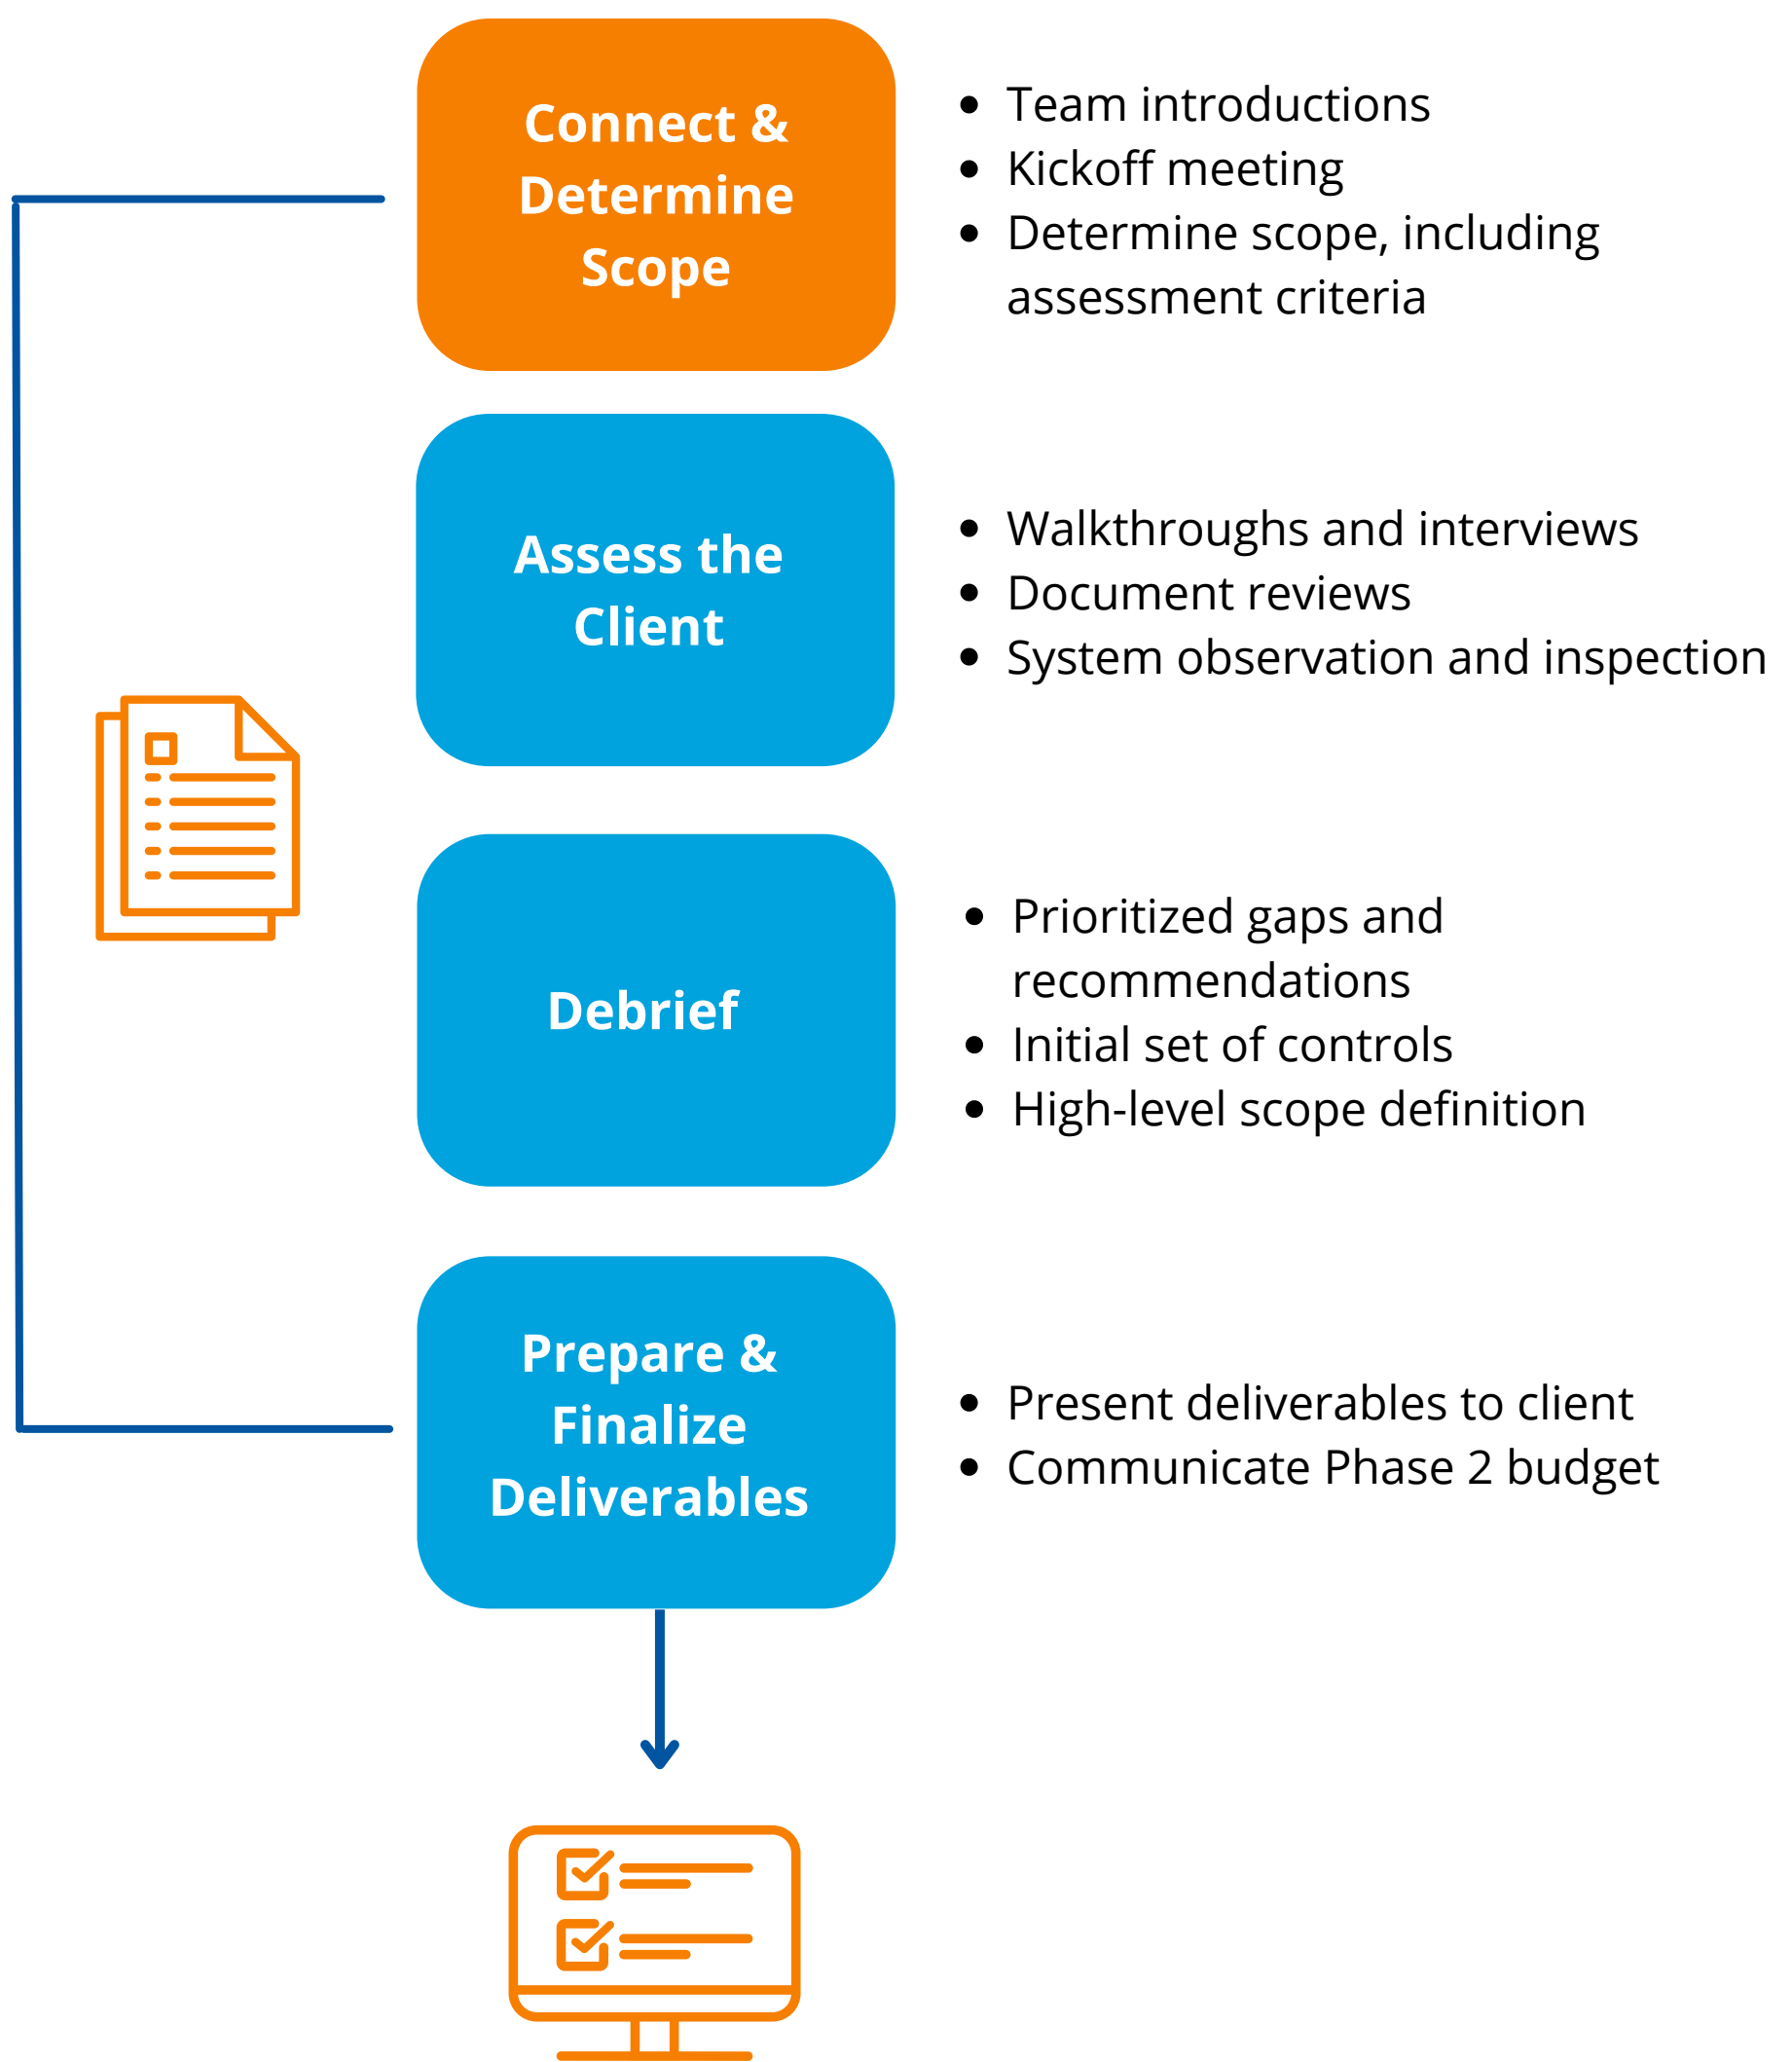 Connect &
Determine
Scope
• Team introductions
• Kickoff meeting
• Determine scope, including
assessment criteria
Assess the
Client
• Walkthroughs and interviews
• Document reviews
• System observation and inspection
Debrief
• Prioritized gaps and
recommendations
• Initial set of controls
• High-level scope definition
Prepare &
Finalize
Deliverables
• Present deliverables to client
• Communicate Phase 2 budget